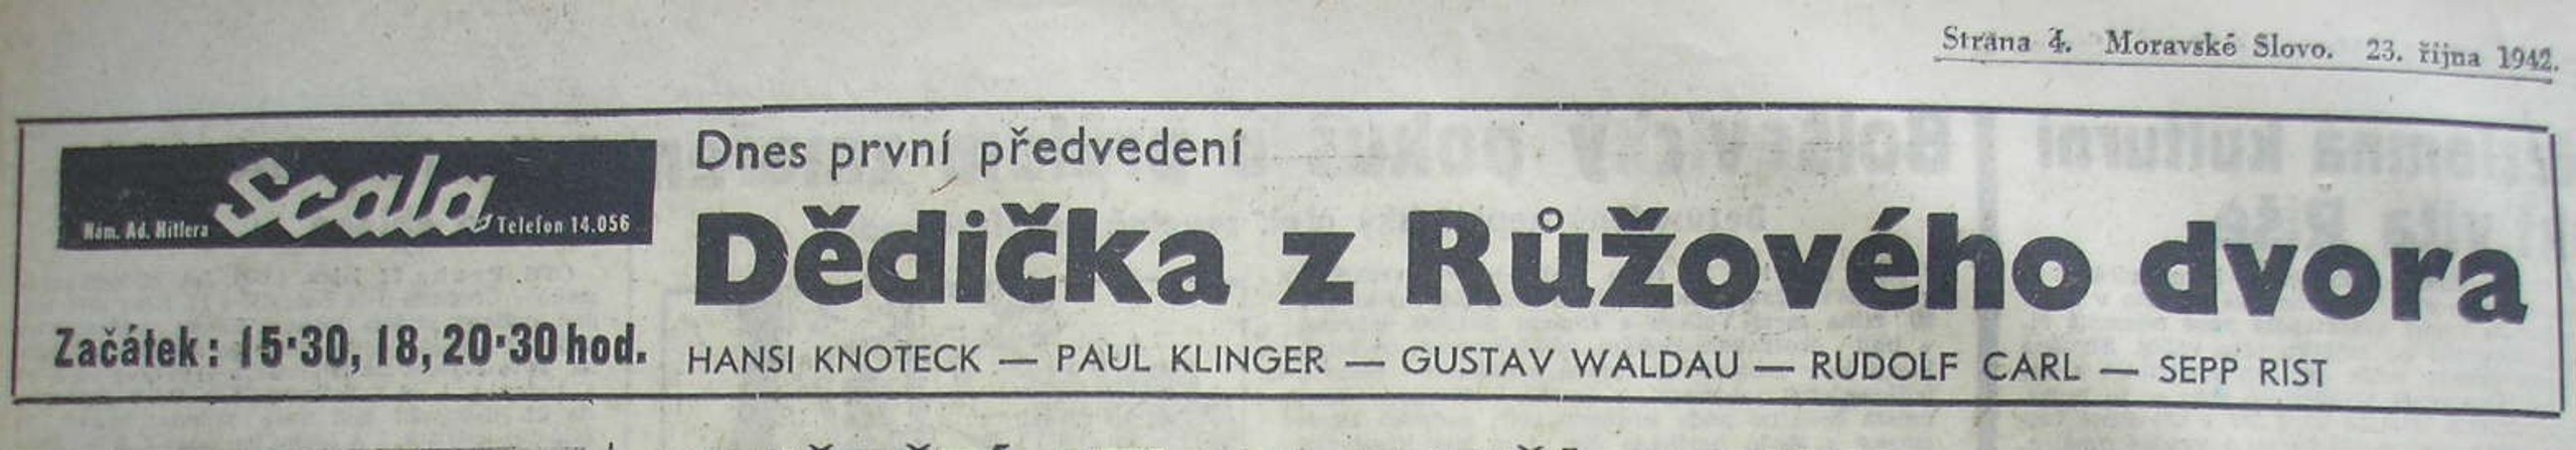 Strana 4. Moravské Slovo. 23. října 1942.
Dnes první předvedení
Scala
Nám. Ad. Hitlera Telefon 14.056
Dědička z Růžového dvora
Začátek: 15·30, 18, 20·30 hod.
HANSI KNOTECK — PAUL KLINGER — GUSTAV WALDAU — RUDOLF CARL — SEPP RIST